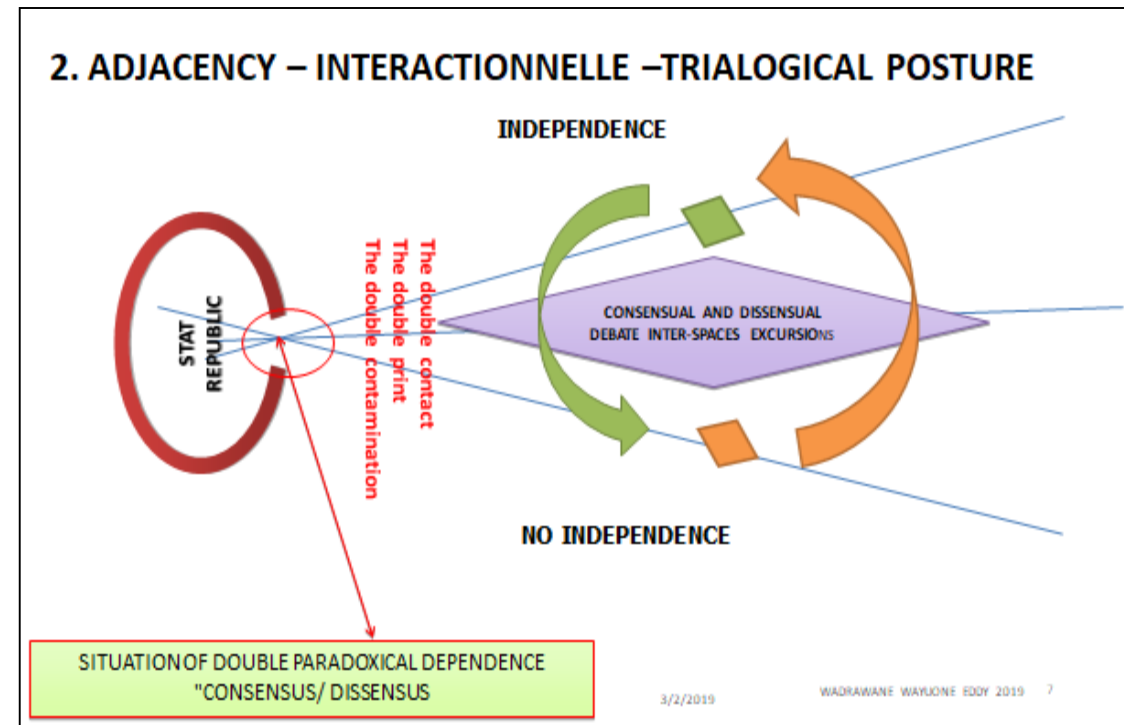 2. ADJACENCY – INTERACTIONNELLE –TRIALOGICAL POSTURE
INDEPENDENCE
STAT
REPUBLIC
The double contact
The double print
The double contamination
CONSENSUAL AND DISSENSUAL
DEBATE INTER-SPACES EXCURSIONS
NO INDEPENDENCE
SITUATION OF DOUBLE PARADOXICAL DEPENDENCE
"CONSENSUS/ DISSENSUS
3/2/2019
WADRAWANE WAYUONE EDDY 2019 7